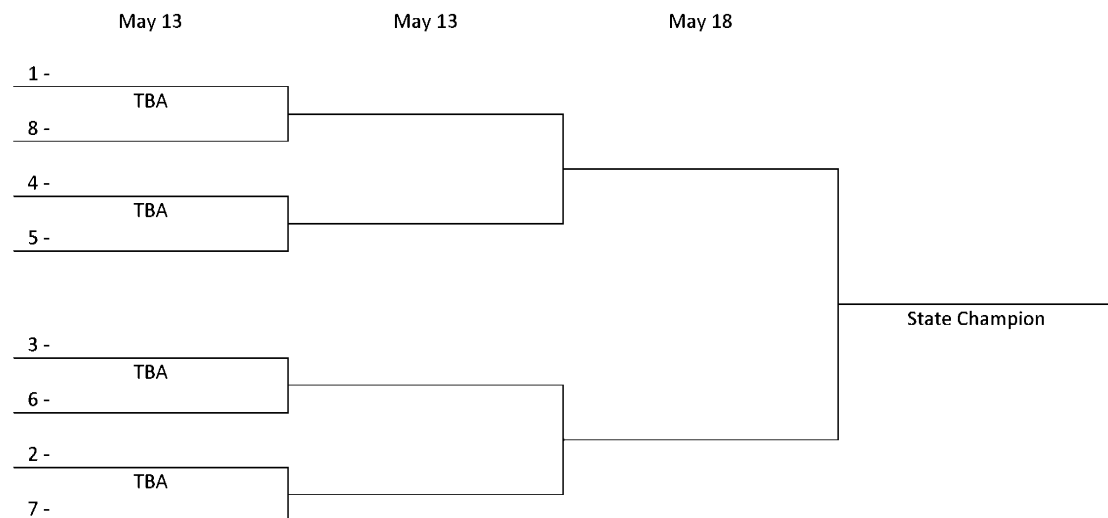 May 13 May 13 May 18
1 -
TBA
8 -
4 -
TBA
5 -
State Champion
3 -
TBA
6 -
2 -
TBA
7 -